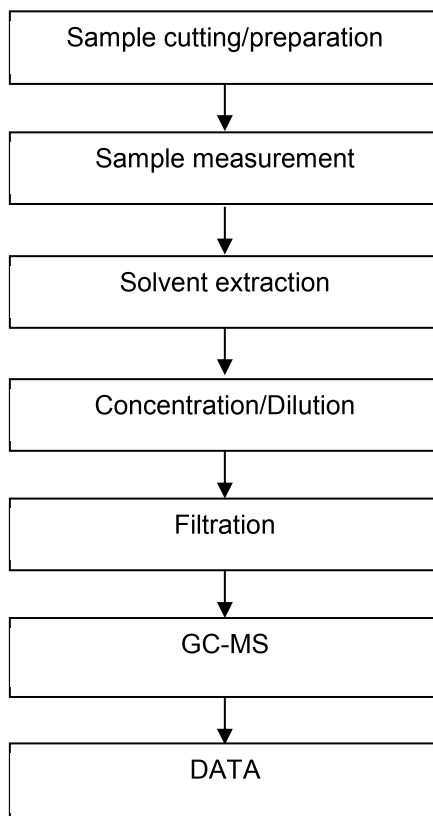 Sample cutting/preparation
Sample measurement
Solvent extraction
Concentration/Dilution
Filtration
GC-MS
DATA